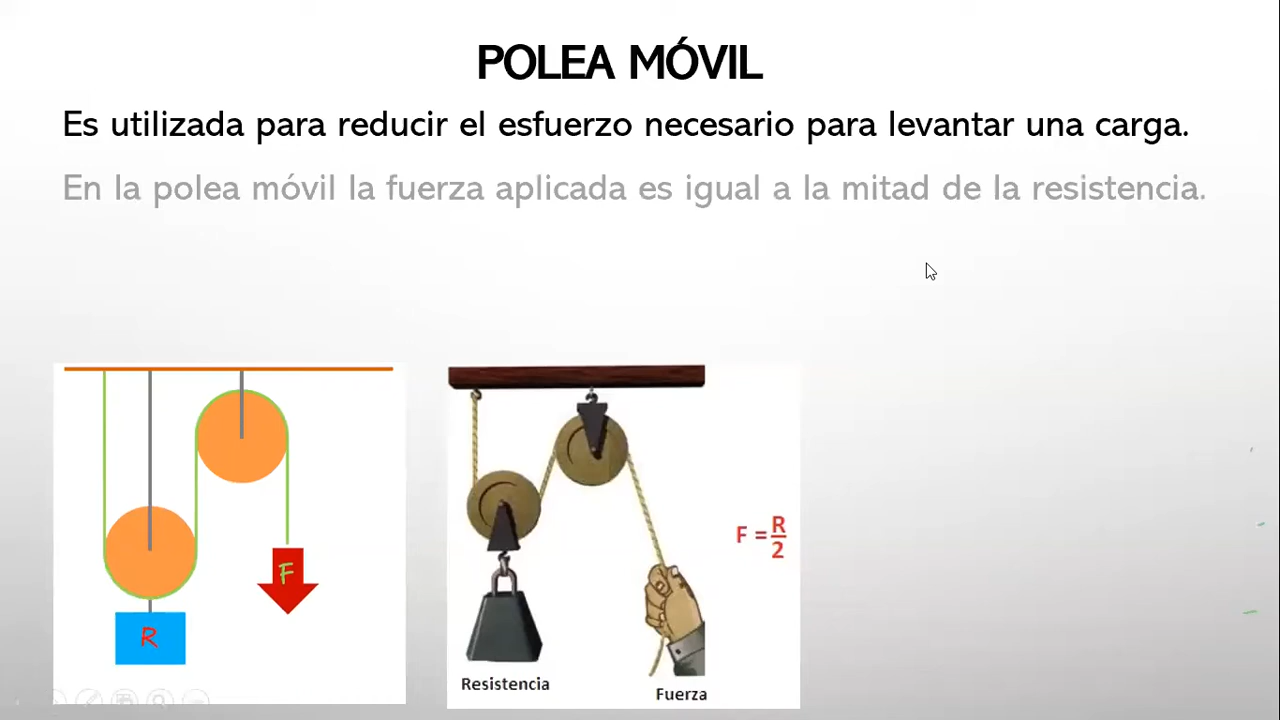 POLEA MÓVIL
Es utilizada para reducir el esfuerzo necesario para levantar una carga.
En la polea móvil la fuerza aplicada es igual a la mitad de la resistencia.
F
R
F = R/2
Resistencia
Fuerza